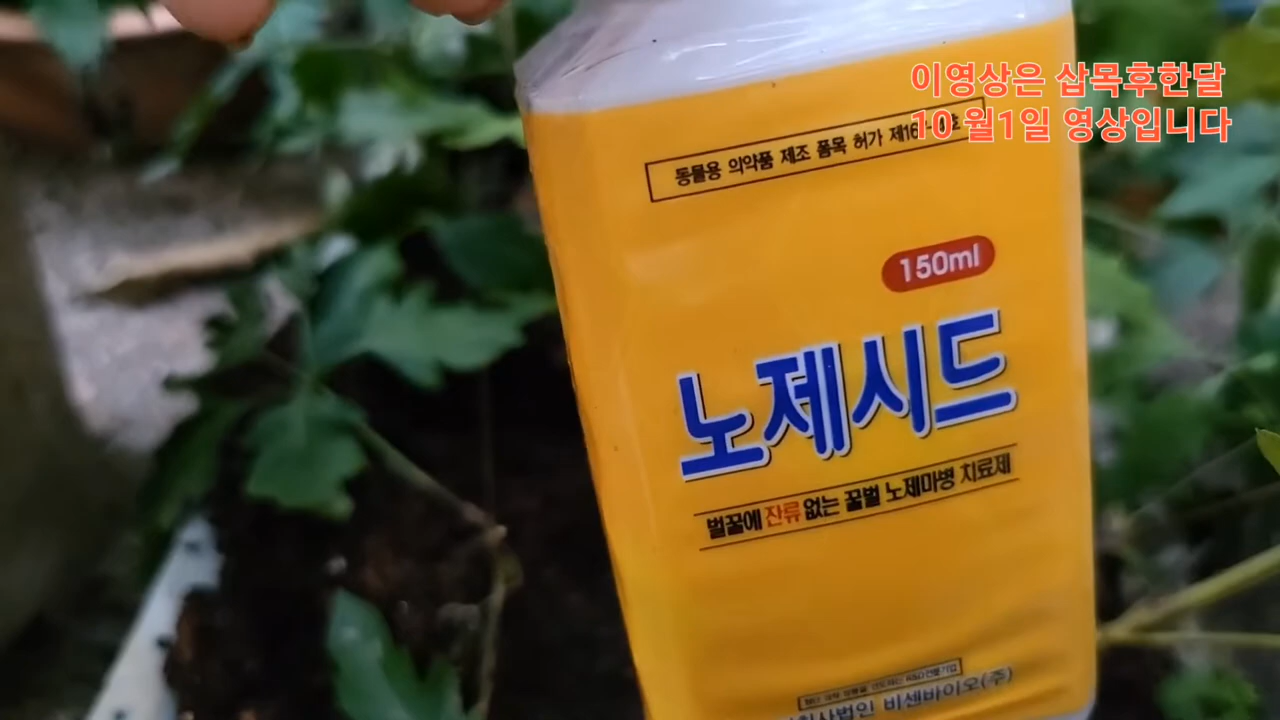 이영상은 삽목후한달
10 월1일 영상입니다
동물용 의약품 제조 품목 허가
150ml
노제시드
벌꿀에 잔류 없는 꿀벌 노제마병 치료제
비센바이오(주)